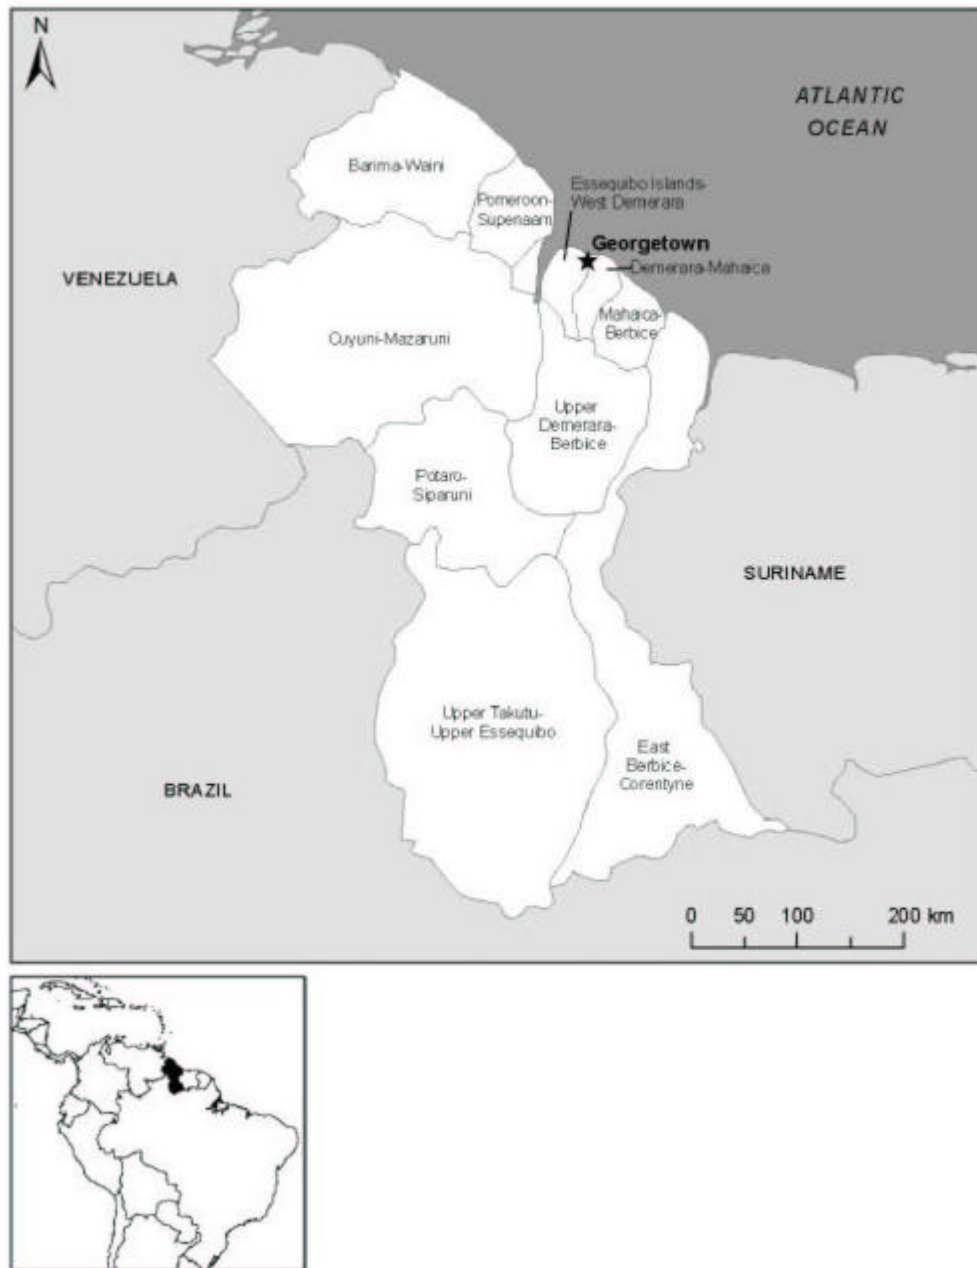 N
ATLANTIC
OCEAN
Barima-Waini
Essequibo Islands-
West Demerara
Pomeroon-
Supenaam
Georgetown
Demerara-Mahaica
VENEZUELA
Mahaica-
Berbice
Cuyuni-Mazaruni
Upper
Demerara-
Berbice
Potaro-
Siparuni
SURINAME
Upper Takutu-
Upper Essequibo
East
Berbice-
Corentyne
BRAZIL
0 50 100 200 km